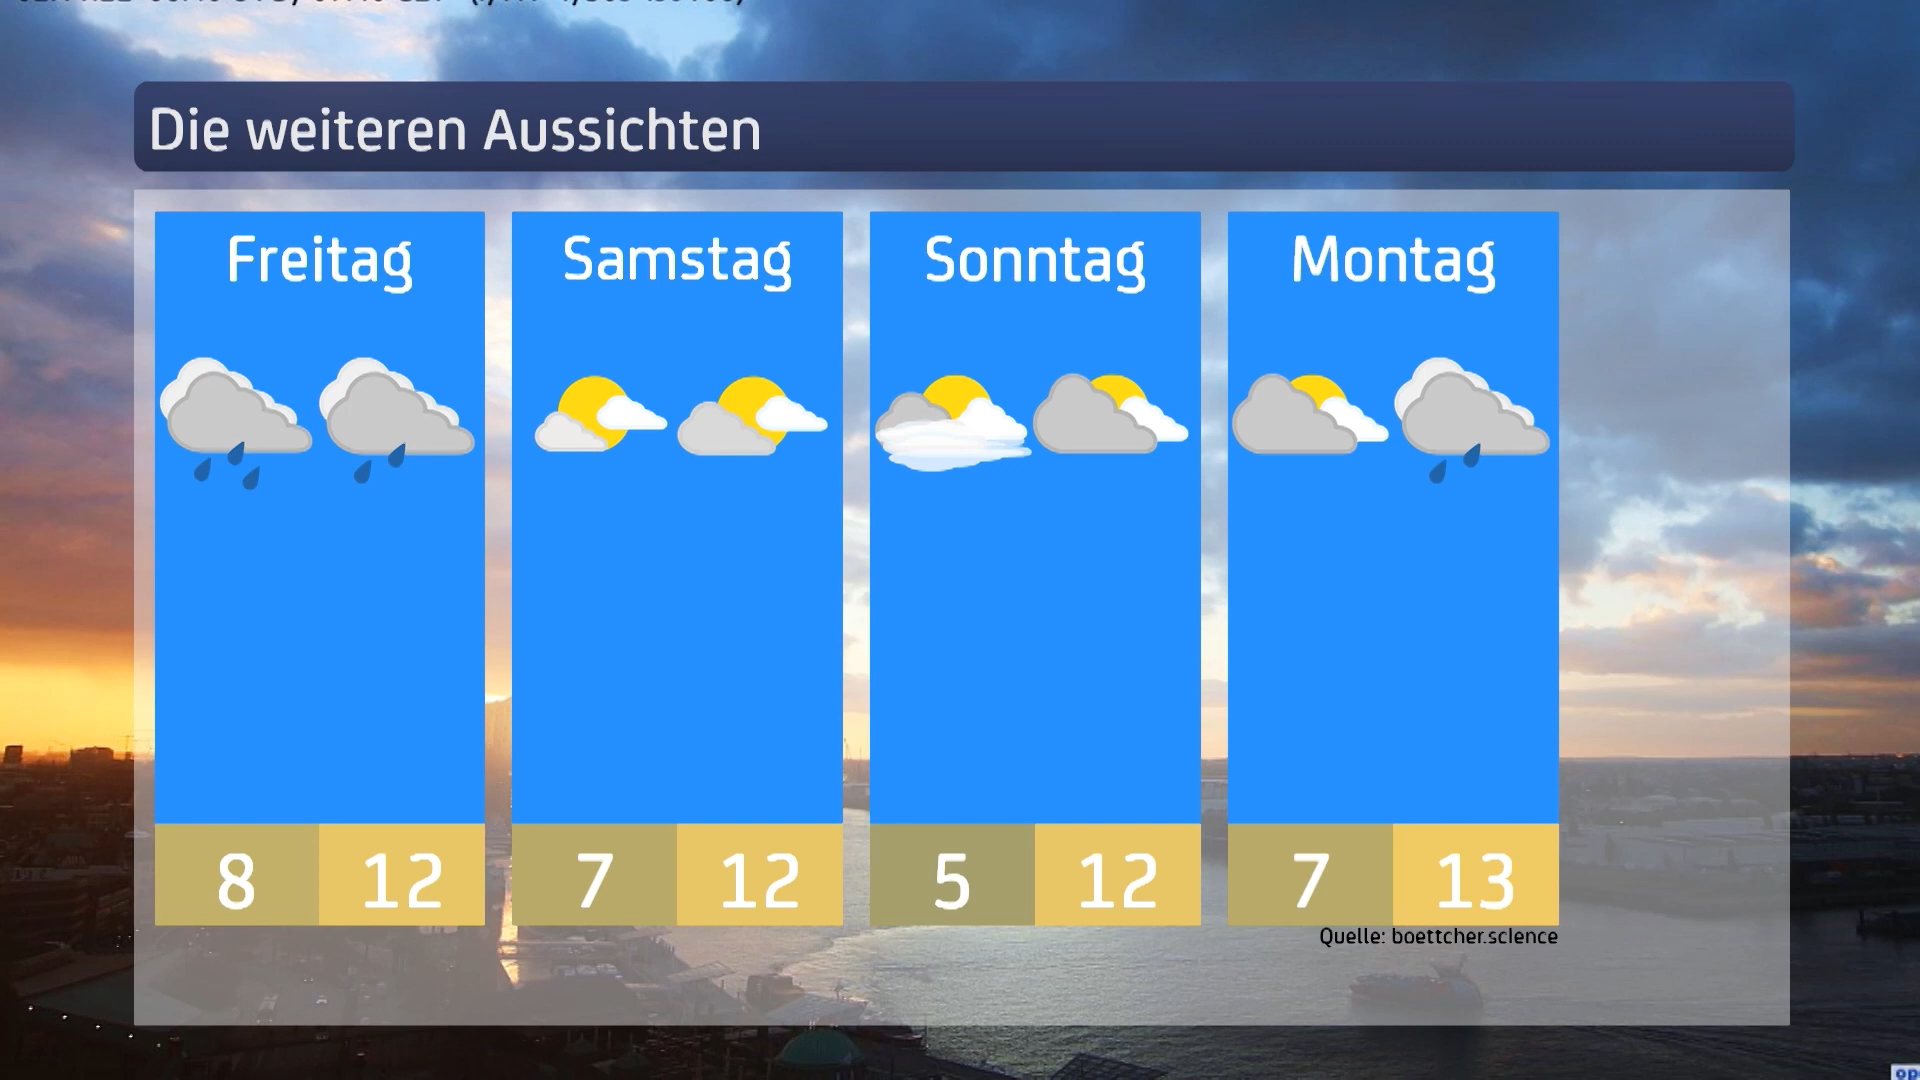 Die weiteren Aussichten
Freitag
Samstag
Sonntag
Montag
8 12
7 12
5 12
7 13
Quelle: boettcher.science